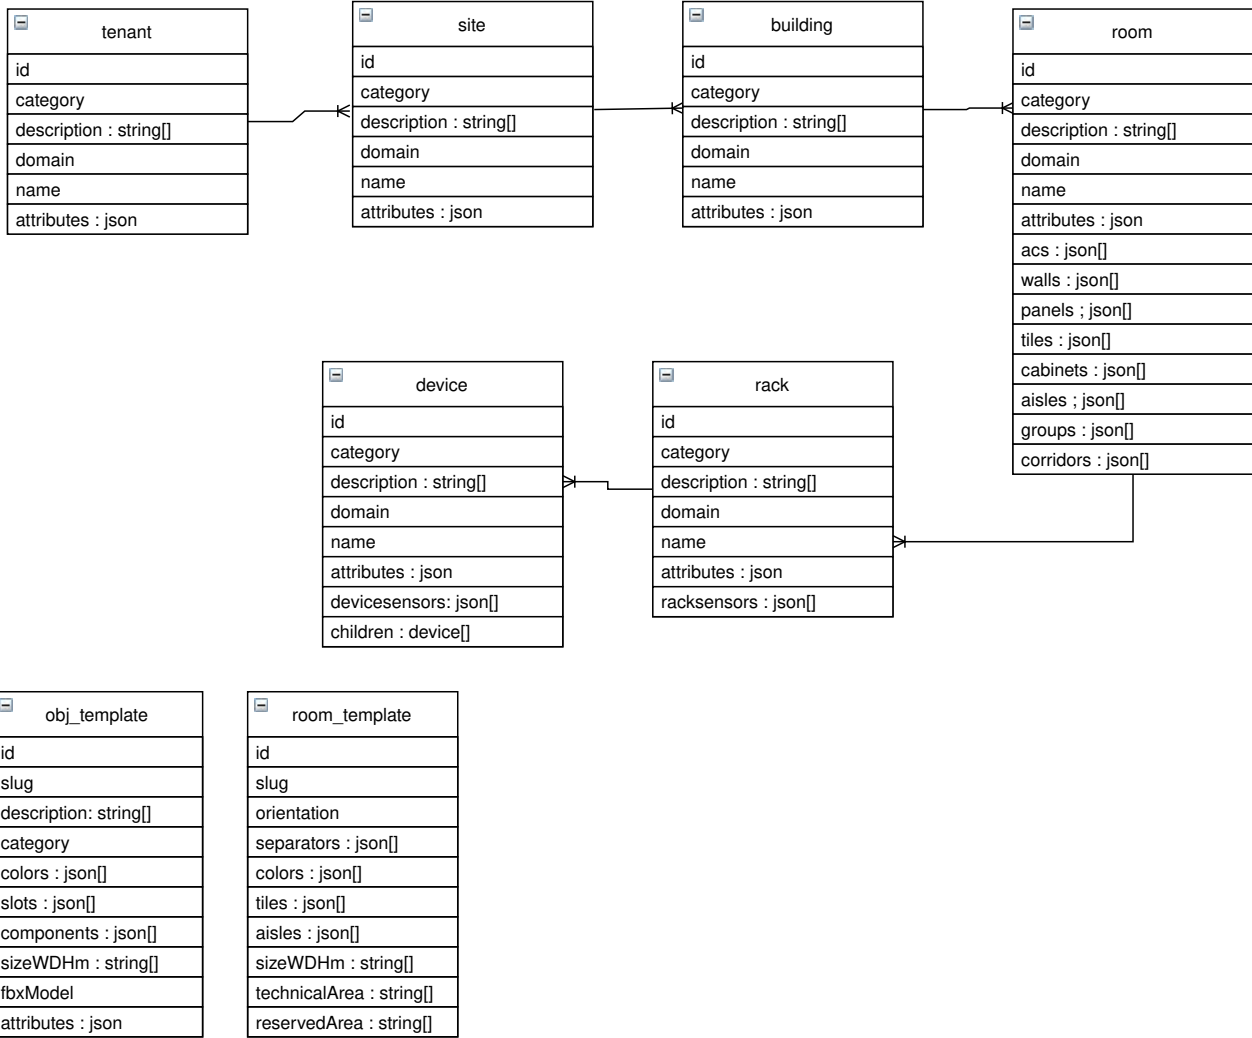 tenant
id
category
description : string[]
domain
name
attributes : json
site
id
category
description : string[]
domain
name
attributes : json
building
id
category
description : string[]
domain
name
attributes : json
room
id
category
description : string[]
domain
name
attributes : json
acs : json[]
walls : json[]
panels ; json[]
tiles : json[]
cabinets : json[]
aisles ; json[]
groups : json[]
corridors : json[]
device
id
category
description : string[]
domain
name
attributes : json
devicesensors: json[]
children : device[]
rack
id
category
description : string[]
domain
name
attributes : json
racksensors : json[]
obj_template
id
slug
description: string[]
category
colors : json[]
slots : json[]
components : json[]
sizeWDHm : string[]
fbxModel
attributes : json
room_template
id
slug
orientation
separators : json[]
colors : json[]
tiles : json[]
aisles : json[]
sizeWDHm : string[]
technicalArea : string[]
reservedArea : string[]